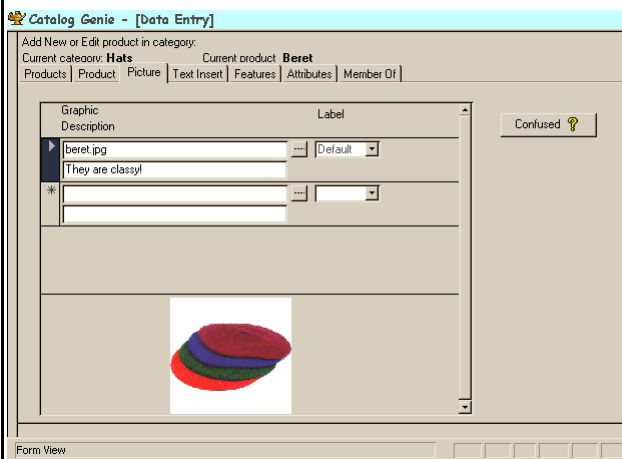 Catalog Genie - [Data Entry]
Add New or Edit product in category:
Current category: Hats Current product Beret
Products Product Picture Text Insert Features Attributes Member Of
Graphic Label
Description
Confused ?
beret.jpg Default
They are classy!
Form View